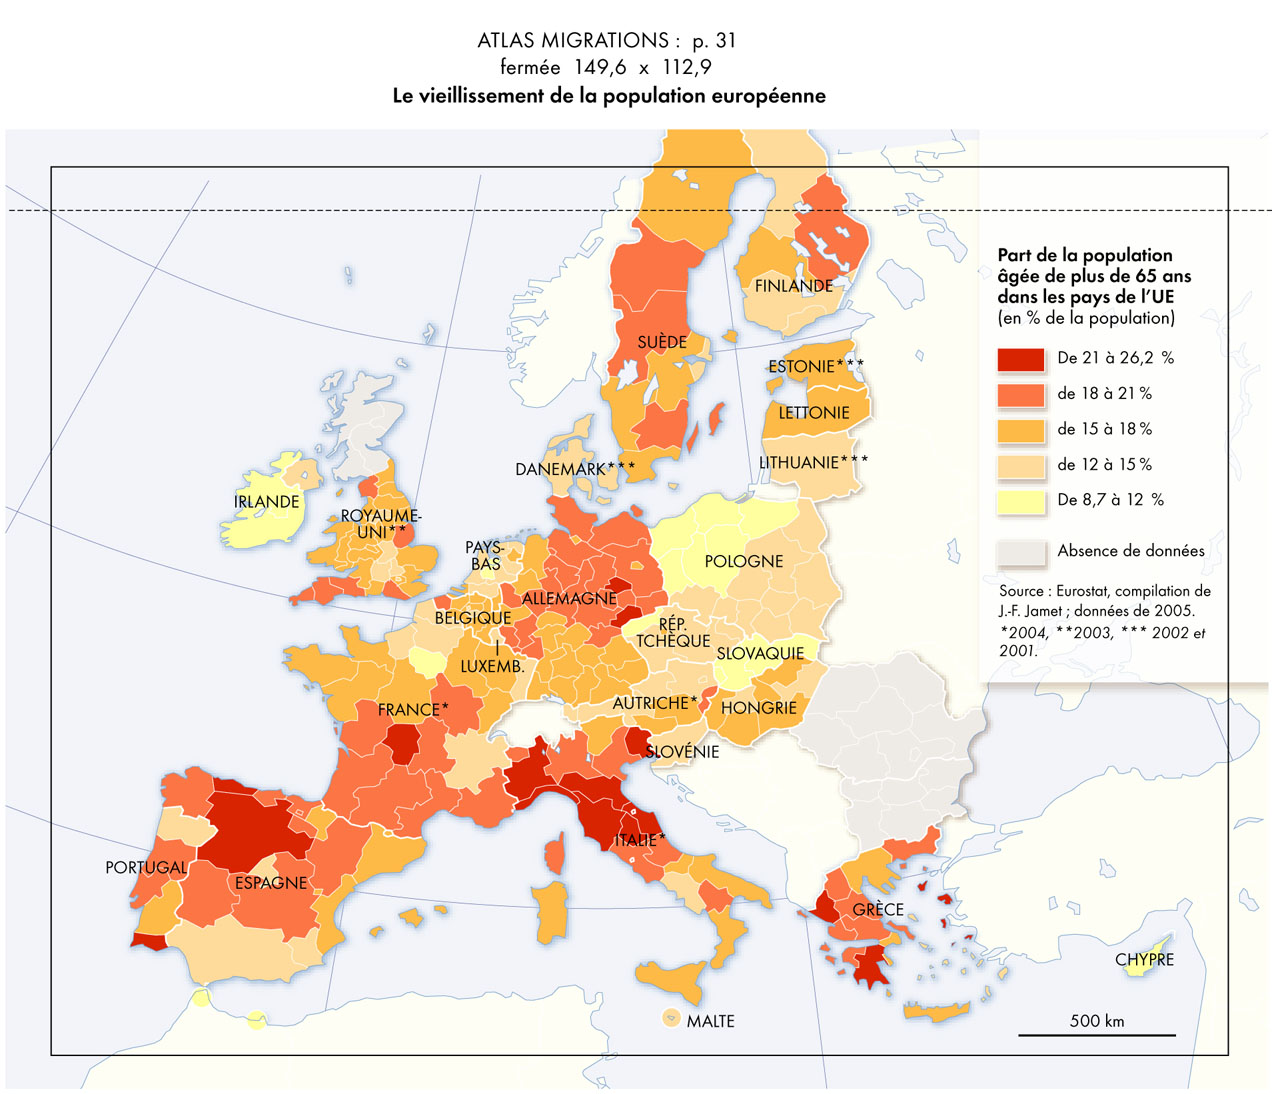 ATLAS MIGRATIONS : p. 31
fermée 149,6 x 112,9
Le vieillissement de la population européenne
Part de la population
âgée de plus de 65 ans
dans les pays de l'UE
(en % de la population)
De 21 à 26,2 %
de 18 à 21 %
de 15 à 18 %
de 12 à 15 %
De 8,7 à 12 %
Absence de données
Source : Eurostat, compilation de
J.-F. Jamet ; données de 2005.
*2004, **2003, *** 2002 et
2001.
FINLANDE
SUÈDE
ESTONIE***
LETTONIE
LITHUANIE***
DANEMARK***
IRLANDE
ROYAUME-
UNI**
PAYS-
BAS
POLOGNE
ALLEMAGNE
BELGIQUE
RÉP.
TCHÈQUE
SLOVAQUIE
LUXEMB.
AUTRICHE*
HONGRIE
FRANCE*
SLOVÉNIE
ITALIE*
PORTUGAL
ESPAGNE
GRÈCE
CHYPRE
MALTE
500 km